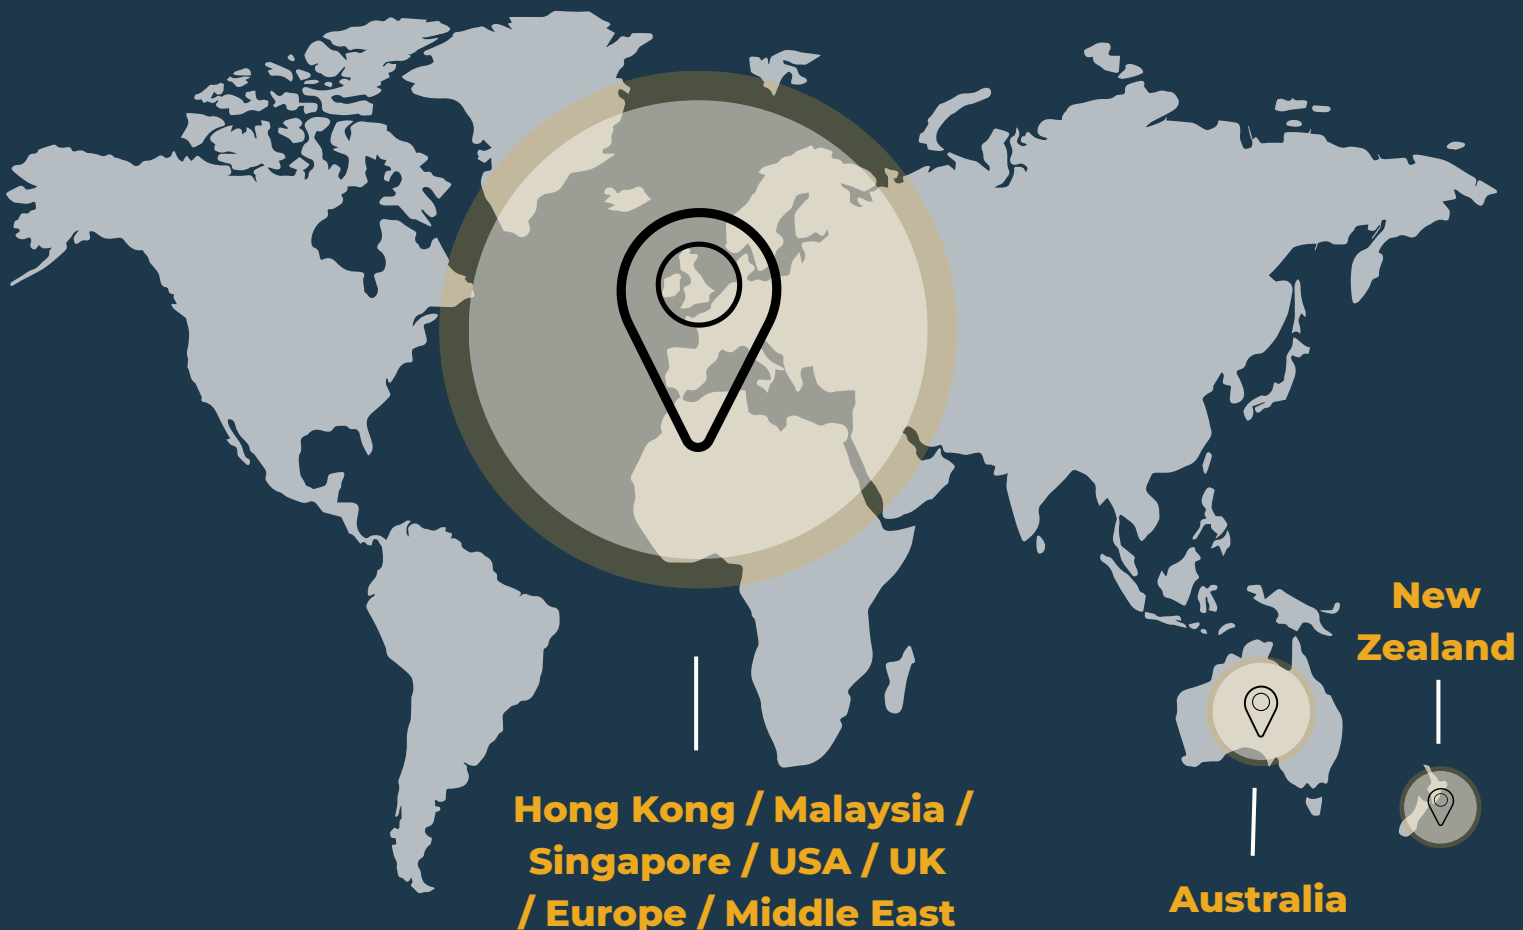 New
Zealand
Hong Kong / Malaysia /
Singapore / USA / UK
/ Europe / Middle East
Australia